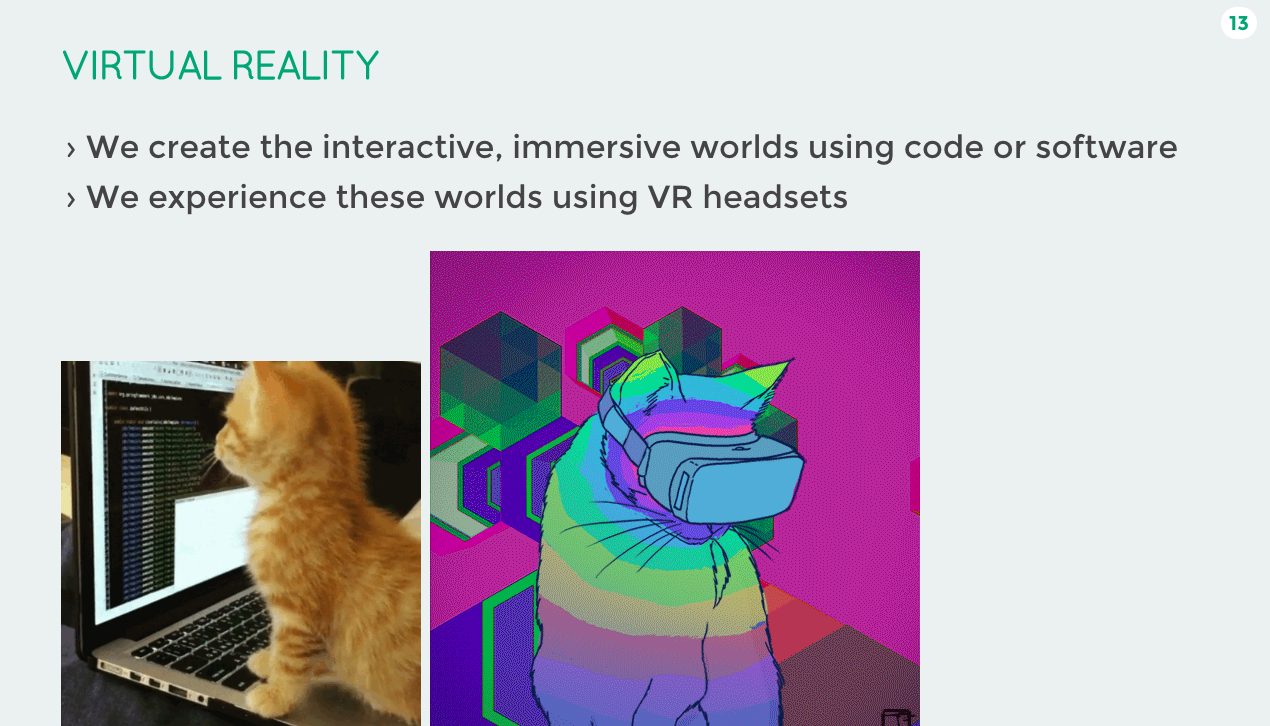 13
VIRTUAL REALITY
› We create the interactive, immersive worlds using code or software
› We experience these worlds using VR headsets